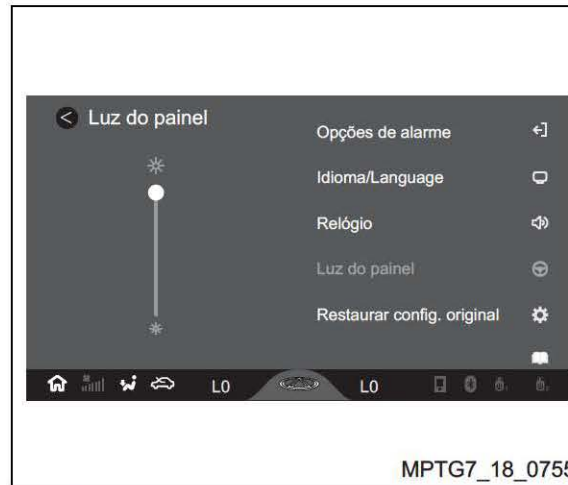 Luz do painel
Opções de alarme
Idioma/Language
Relógio
Luz do painel
Restaurar config. original
L0
L0
MPTG7_18_0755